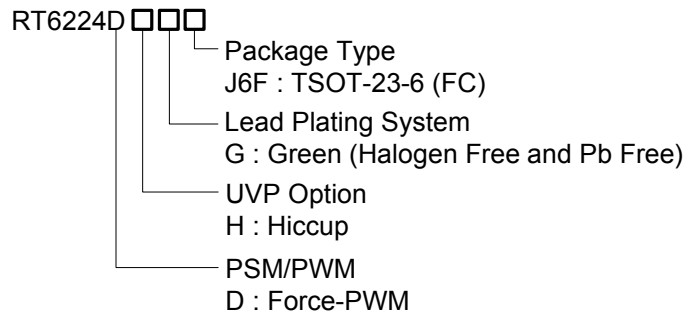 RT6224D □□□
Package Type
J6F : TSOT-23-6 (FC)
Lead Plating System
G : Green (Halogen Free and Pb Free)
UVP Option
H : Hiccup
PSM/PWM
D : Force-PWM